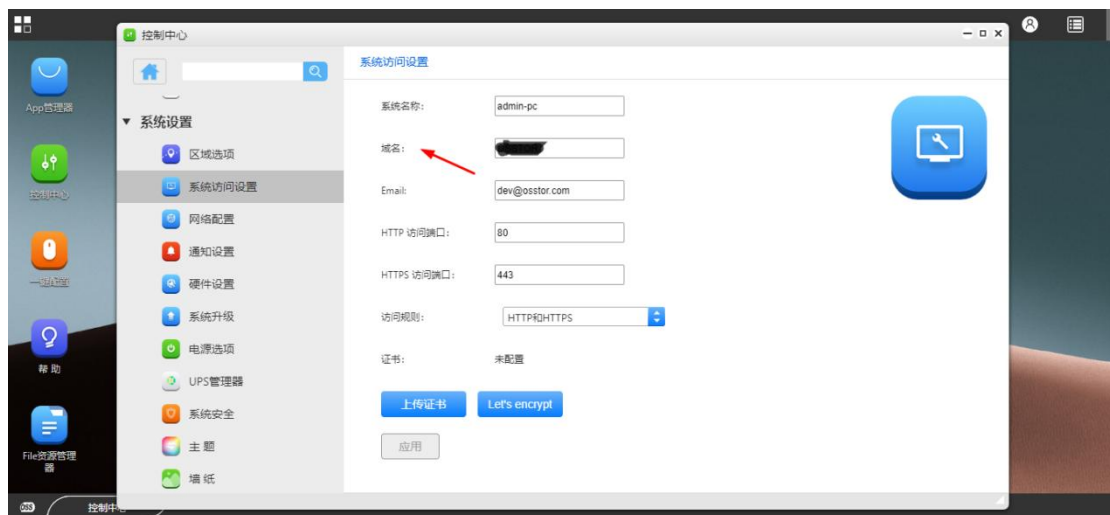 控制中心
App管理器
控制中心
一键配置
帮 助
File资源管理
器
系统设置
区域选项
系统访问设置
网络配置
通知设置
硬件设置
系统升级
电源选项
UPS管理器
系统安全
主 题
墙 纸
系统访问设置
系统名称：
admin-pc
域名：
Email:
dev@osstor.com
HTTP 访问端口：
80
HTTPS 访问端口：
443
访问规则：
HTTP和HTTPS
证书：
未配置
上传证书
Let's encrypt
应用
控制中